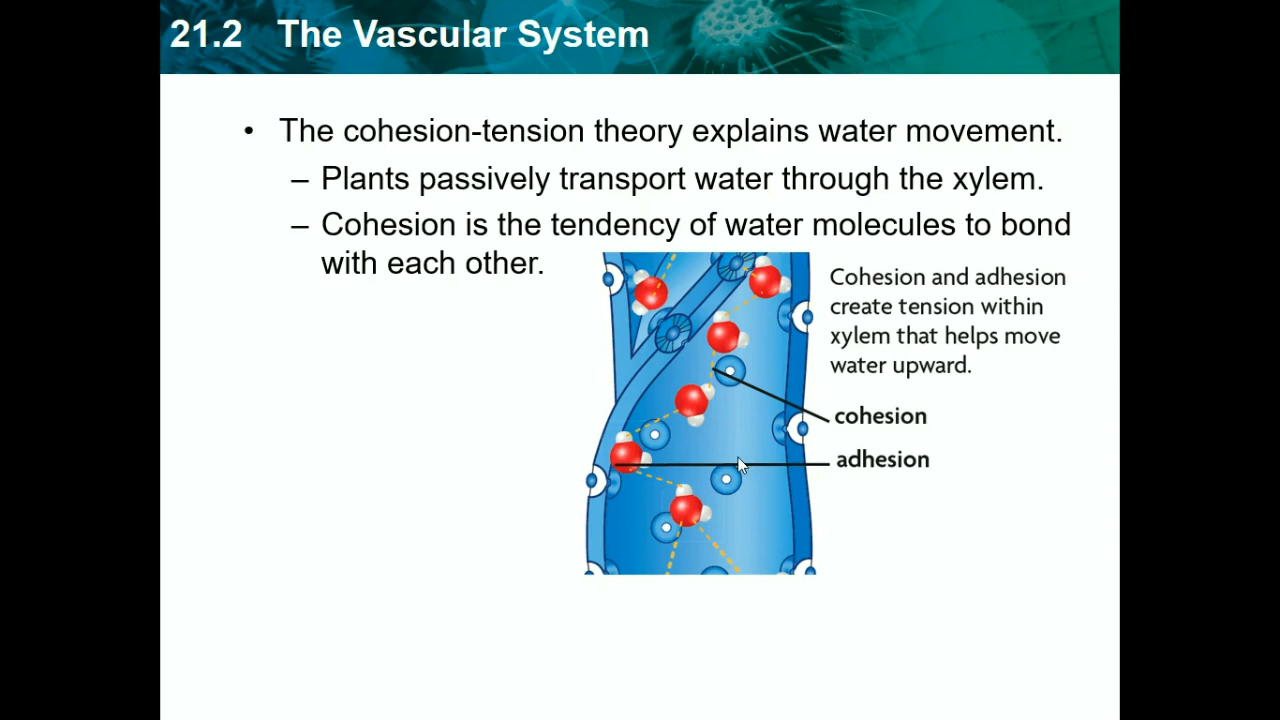 21.2 The Vascular System
• The cohesion-tension theory explains water movement.
– Plants passively transport water through the xylem.
– Cohesion is the tendency of water molecules to bond
with each other.
Cohesion and adhesion
create tension within
xylem that helps move
water upward.
cohesion
adhesion